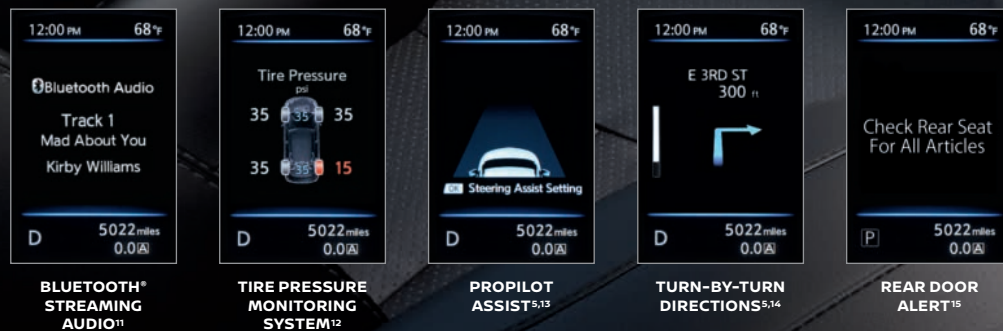 12:00 PM 68°F
Bluetooth Audio
Track 1
Mad About You
Kirby Williams
D 5022 miles
0.0 A
BLUETOOTH®
STREAMING
AUDIO11
12:00 PM 68°F
Tire Pressure
psi
35 35 35
35 35 15
D 5022 miles
0.0 A
TIRE PRESSURE
MONITORING
SYSTEM12
12:00 PM 68°F
OK Steering Assist Setting
D 5022 miles
0.0 A
PROPILOT
ASSIST5,13
12:00 PM 68°F
E 3RD ST
300 ft
D 5022 miles
0.0 A
TURN-BY-TURN
DIRECTIONS5,14
12:00 PM 68°F
Check Rear Seat
For All Articles
P 5022 miles
0.0 A
REAR DOOR
ALERT15